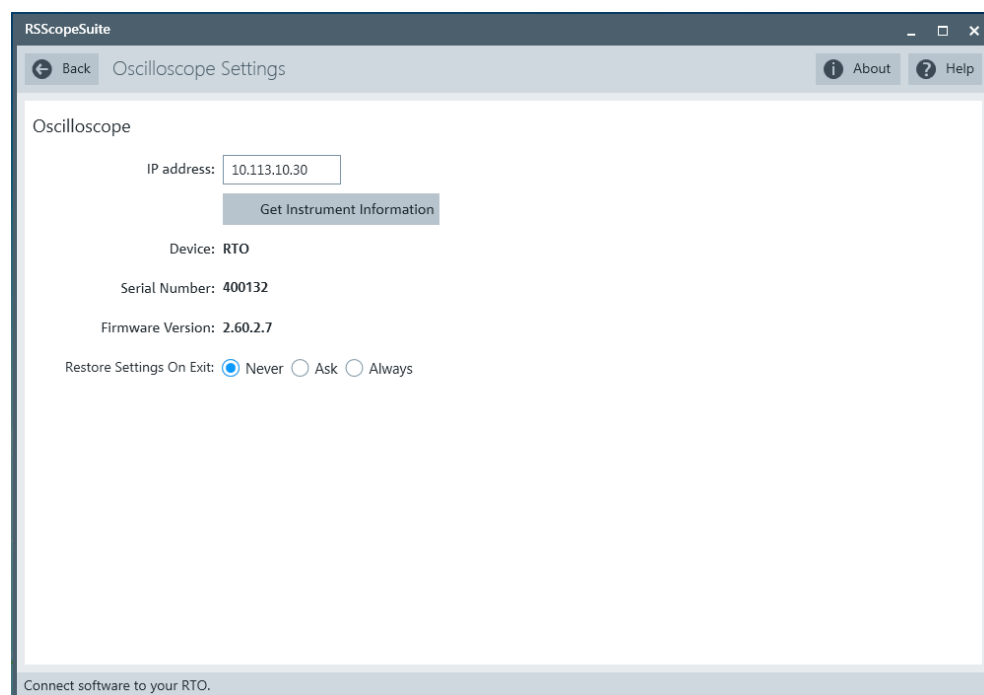 RSScopeSuite
Back Oscilloscope Settings About Help
Oscilloscope
IP address: 10.113.10.30
Get Instrument Information
Device: RTO
Serial Number: 400132
Firmware Version: 2.60.2.7
Restore Settings On Exit: Never Ask Always
Connect software to your RTO.